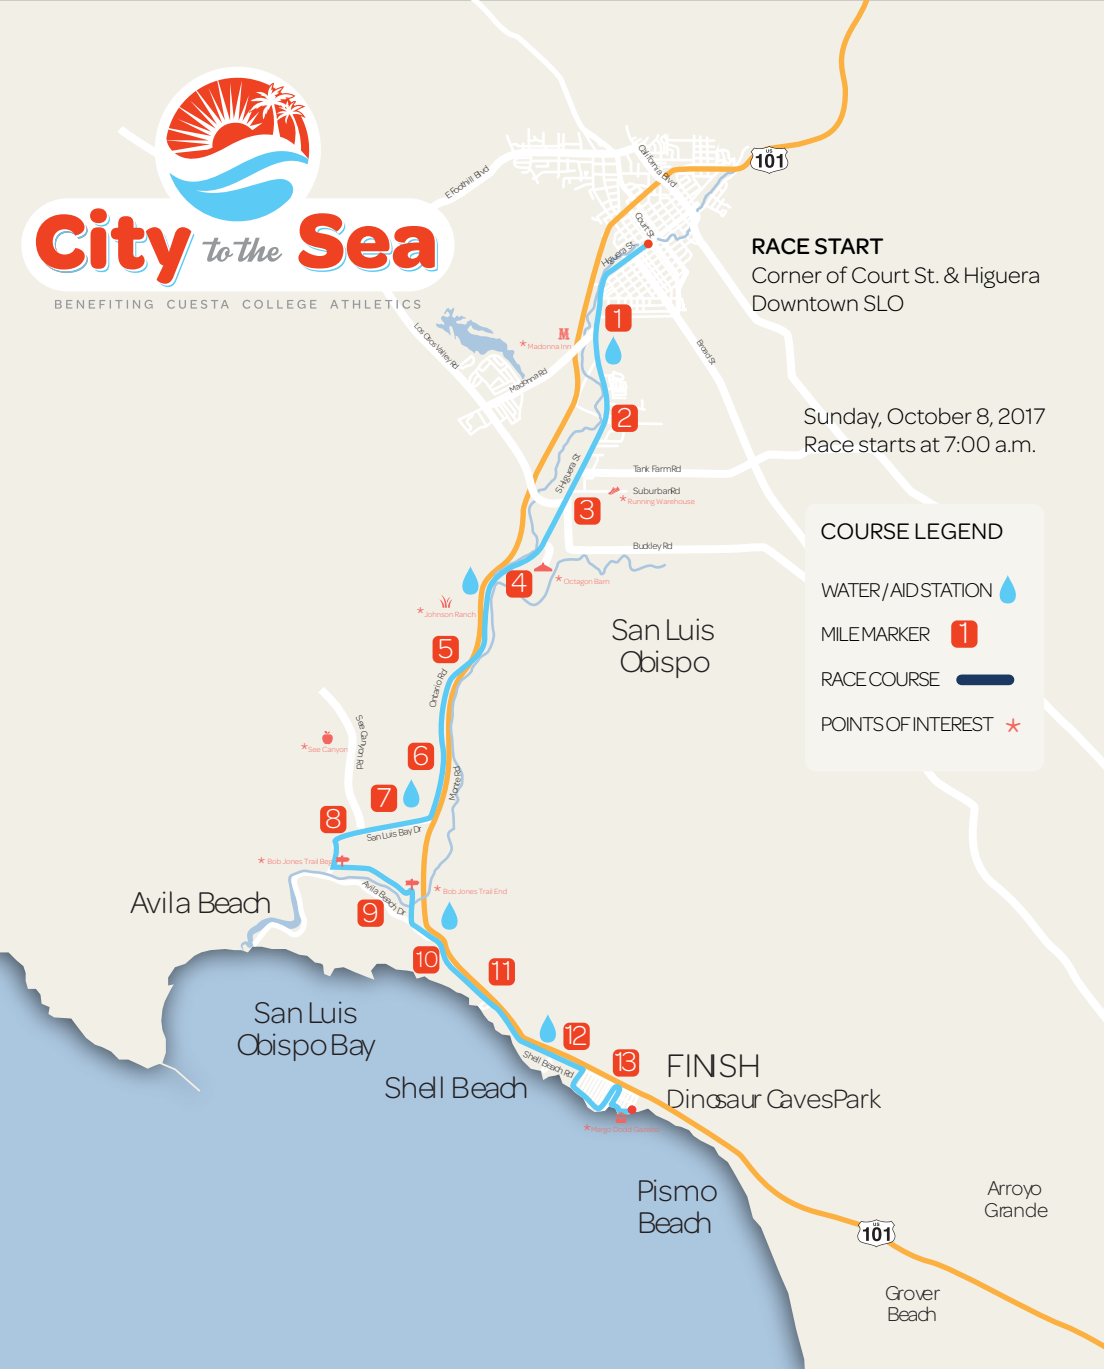 City to the Sea
BENEFITING CUESTA COLLEGE ATHLETICS
E Foothill Blvd
California Blvd
US
101
Court St.
Higuera St.
RACE START
Corner of Court St. & Higuera
Downtown SLO
1
Los Osos Valley Rd
Madonna Inn
Madonna Rd
Broad St
2
Sunday, October 8, 2017
Race starts at 7:00 a.m.
S Higuera St
Tank Farm Rd
Suburban Rd
Running Warehouse
3
Buckley Rd
COURSE LEGEND
WATER / AID STATION
MILE MARKER 1
RACE COURSE
POINTS OF INTEREST
4
Octagon Barn
Johnson Ranch
San Luis
Obispo
5
Ontario Rd
See Canyon Rd
See Canyon
6
Monte Rd
7
8
San Luis Bay Dr
Bob Jones Trail Beg
Avila Beach
Avila Beach Dr
Bob Jones Trail End
9
10
11
San Luis
Obispo Bay
12
Shell Beach Rd
13
Shell Beach
FINISH
Dinosaur Caves Park
Margo Dodd Gazebo
Pismo
Beach
Arroyo
Grande
US
101
Grover
Beach